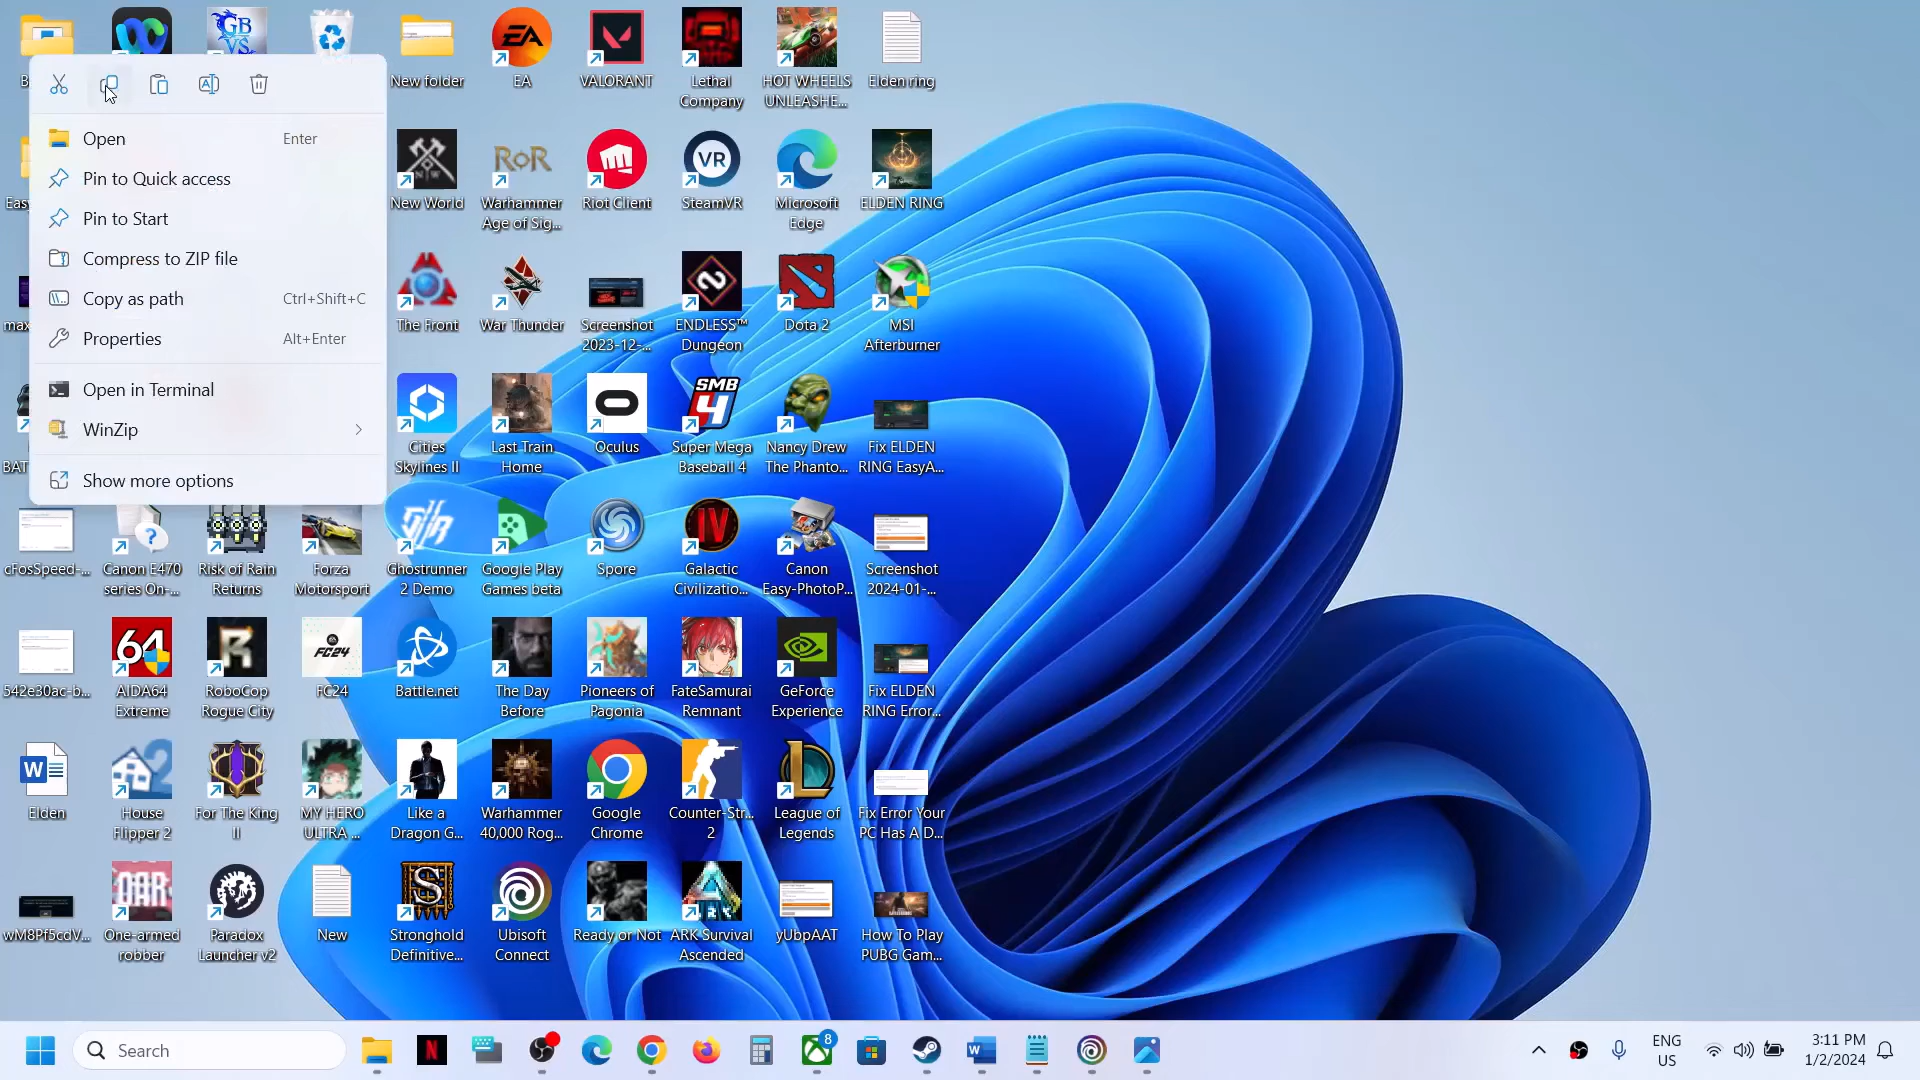 New folder
EA
VALORANT
Lethal
Company
HOT WHEELS
UNLEASHE...
Elden ring
Open
Enter
Pin to Quick access
Pin to Start
Compress to ZIP file
Copy as path
Ctrl+Shift+C
Properties
Alt+Enter
Open in Terminal
WinZip
Show more options
New World
Warhammer
Age of Sig...
Riot Client
SteamVR
Microsoft
Edge
ELDEN RING
The Front
War Thunder
Screenshot
2023-12-...
ENDLESS™
Dungeon
Dota 2
MSI
Afterburner
Cities
Skylines II
Last Train
Home
Oculus
Super Mega
Baseball 4
Nancy Drew
The Phanto...
Fix ELDEN
RING EasyA...
cFosSpeed-...
Canon E470
series On-...
Risk of Rain
Returns
Forza
Motorsport
Ghostrunner
2 Demo
Google Play
Games beta
Spore
Galactic
Civilizatio...
Canon
Easy-PhotoP...
Screenshot
2024-01-...
542e30ac-b...
AIDA64
Extreme
RoboCop
Rogue City
FC24
Battle.net
The Day
Before
Pioneers of
Pagonia
FateSamurai
Remnant
GeForce
Experience
Fix ELDEN
RING Error...
Elden
House
Flipper 2
For The King
II
MY HERO
ULTRA ...
Like a
Dragon G...
Warhammer
40,000 Rog...
Google
Chrome
Counter-Str...
2
League of
Legends
Fix Error Your
PC Has A D...
wM8Pf5cdV...
One-armed
robber
Paradox
Launcher v2
New
Stronghold
Definitive...
Ubisoft
Connect
Ready or Not
ARK Survival
Ascended
yUbpAAT
How To Play
PUBG Gam...
Search
8
ENG
US
3:11 PM
1/2/2024